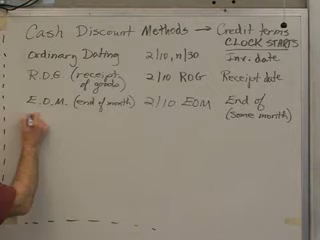 Cash Discount Methods → Credit terms
CLOCK STARTS
Ordinary Dating 2/10, n/30 Inv. date
R.O.G (receipt of goods) 2/10 ROG Receipt date
E.O.M. (end of month) 2/10 EOM End of (same month)